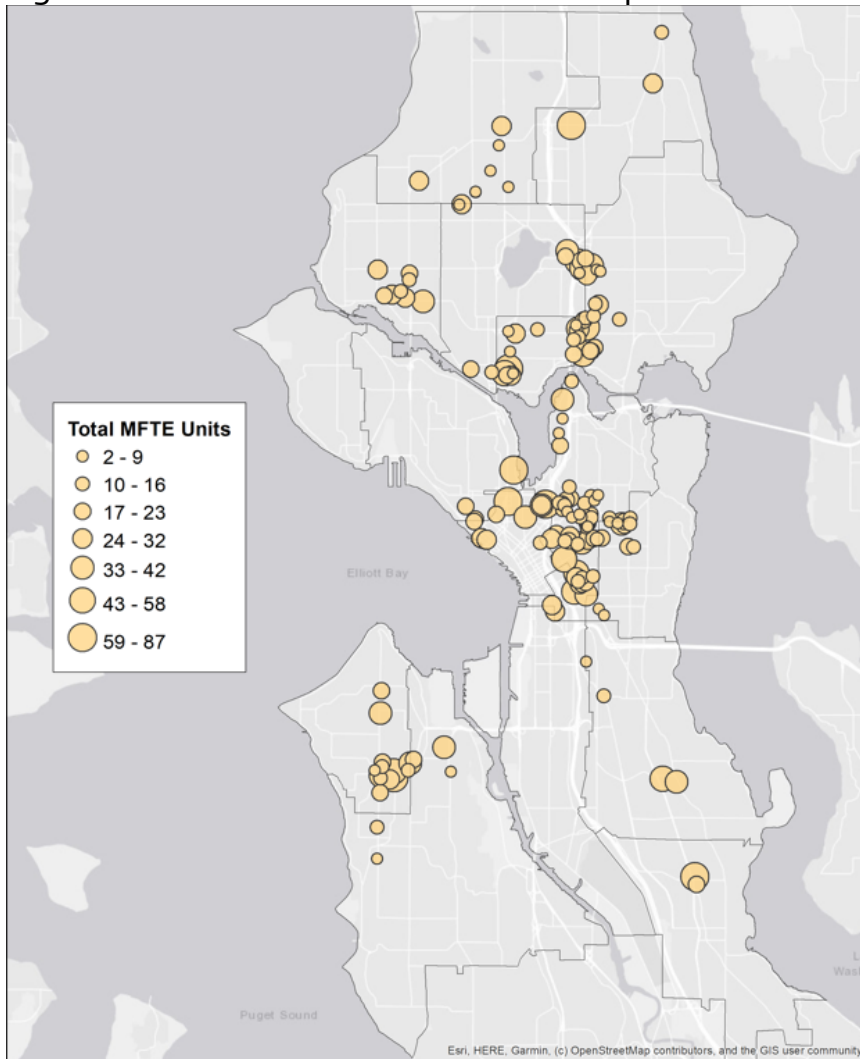 Total MFTE Units
2 - 9
10 - 16
17 - 23
24 - 32
33 - 42
43 - 58
59 - 87
Elliott Bay
Puget Sound
Esri, HERE, Garmin, (c) OpenStreetMap contributors, and the GIS user community